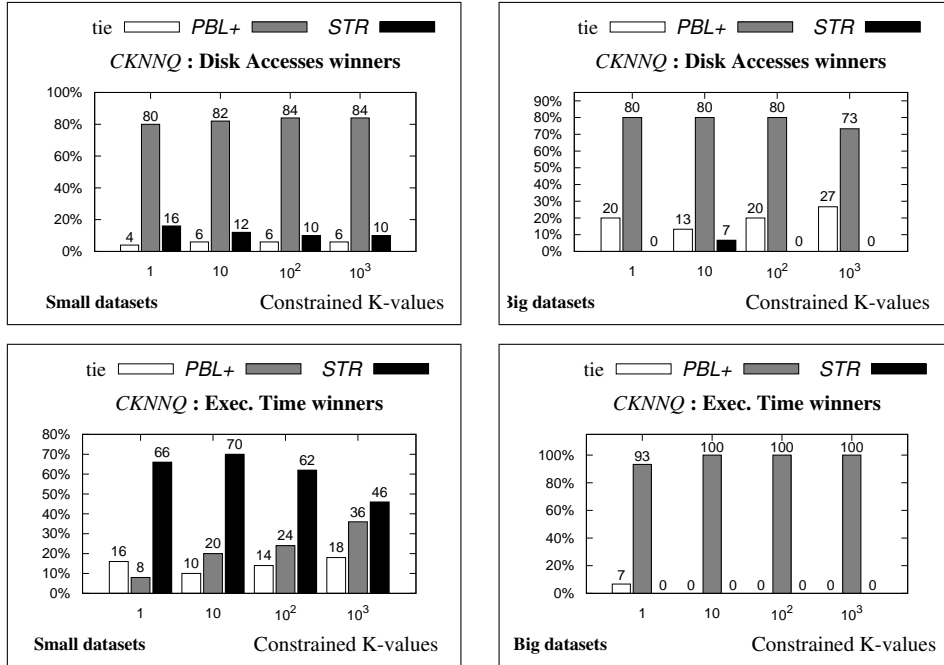 tie PBL+ STR
CKNNQ : Disk Accesses winners
100%
80%
60%
40%
20%
0%
4 80 16
6 82 12
6 84 10
6 84 10
1 10 10² 10³
Small datasets Constrained K-values
tie PBL+ STR
CKNNQ : Disk Accesses winners
90%
80%
70%
60%
50%
40%
30%
20%
10%
0%
20 80 0
13 80 7
20 80 0
27 73 0
1 10 10² 10³
Big datasets Constrained K-values
tie PBL+ STR
CKNNQ : Exec. Time winners
80%
70%
60%
50%
40%
30%
20%
10%
0%
16 8 66
10 20 70
14 24 62
18 36 46
1 10 10² 10³
Small datasets Constrained K-values
tie PBL+ STR
CKNNQ : Exec. Time winners
100%
80%
60%
40%
20%
0%
7 93 0
0 100 0
0 100 0
0 100 0
1 10 10² 10³
Big datasets Constrained K-values